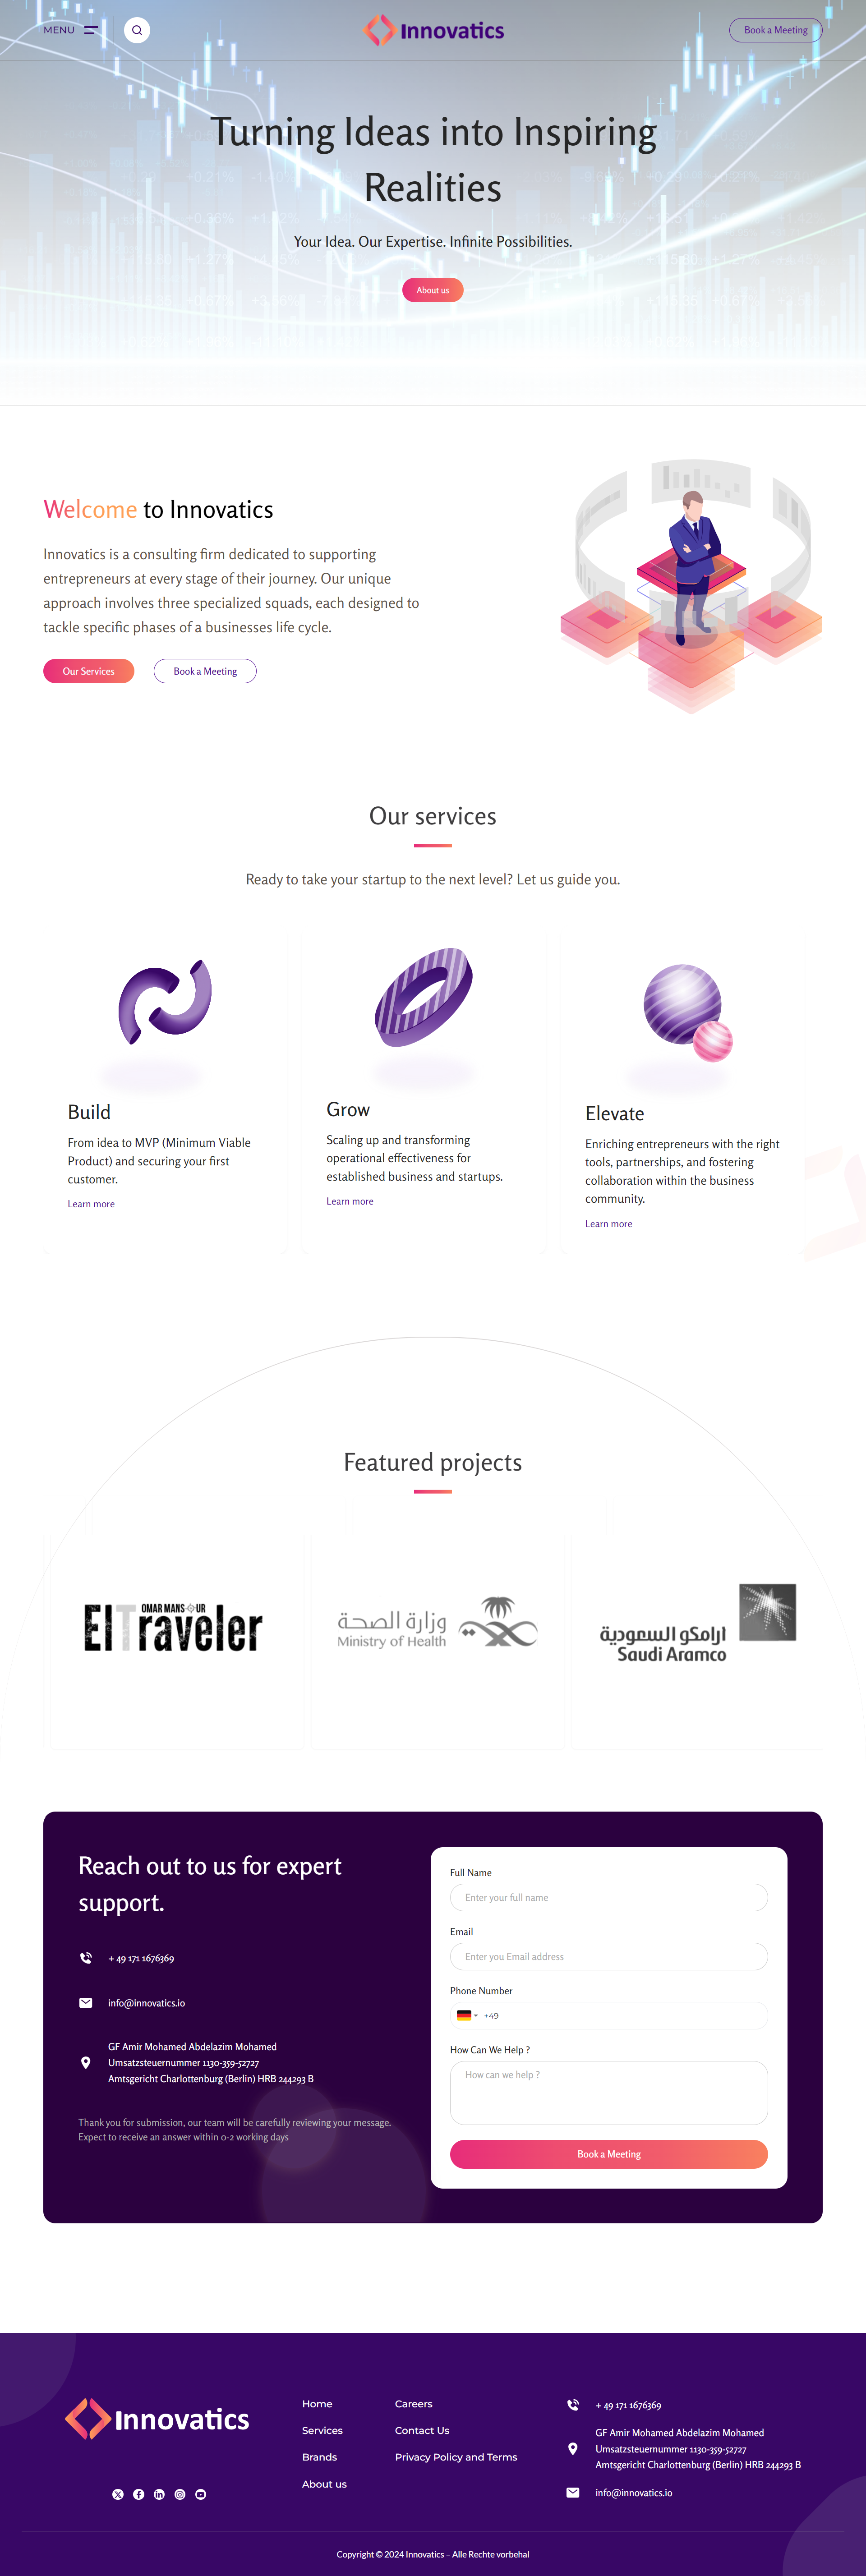 MENU
Innovatics
Book a Meeting
Turning Ideas into Inspiring
Realities
Your Idea. Our Expertise. Infinite Possibilities.
About us
Welcome to Innovatics
Innovatics is a consulting firm dedicated to supporting
entrepreneurs at every stage of their journey. Our unique
approach involves three specialized squads, each designed to
tackle specific phases of a businesses life cycle.
Our Services
Book a Meeting
Our services
Ready to take your startup to the next level? Let us guide you.
Build
From idea to MVP (Minimum Viable
Product) and securing your first
customer.
Learn more
Grow
Scaling up and transforming
operational effectiveness for
established business and startups.
Learn more
Elevate
Enriching entrepreneurs with the right
tools, partnerships, and fostering
collaboration within the business
community.
Learn more
Featured projects
OMAR MANSOUR
ElTraveler
وزارة الصحة
Ministry of Health
أرامكو السعودية
Saudi Aramco
Reach out to us for expert
support.
+ 49 171 1676369
info@innovatics.io
GF Amir Mohamed Abdelazim Mohamed
Umsatzsteuernummer 1130-359-52727
Amtsgericht Charlottenburg (Berlin) HRB 244293 B
Thank you for submission, our team will be carefully reviewing your message.
Expect to receive an answer within 0-2 working days
Full Name
Enter your full name
Email
Enter you Email address
Phone Number
+49
How Can We Help ?
How can we help ?
Book a Meeting
Innovatics
Home
Services
Brands
About us
Careers
Contact Us
Privacy Policy and Terms
+ 49 171 1676369
GF Amir Mohamed Abdelazim Mohamed
Umsatzsteuernummer 1130-359-52727
Amtsgericht Charlottenburg (Berlin) HRB 244293 B
info@innovatics.io
Copyright © 2024 Innovatics – Alle Rechte vorbehal